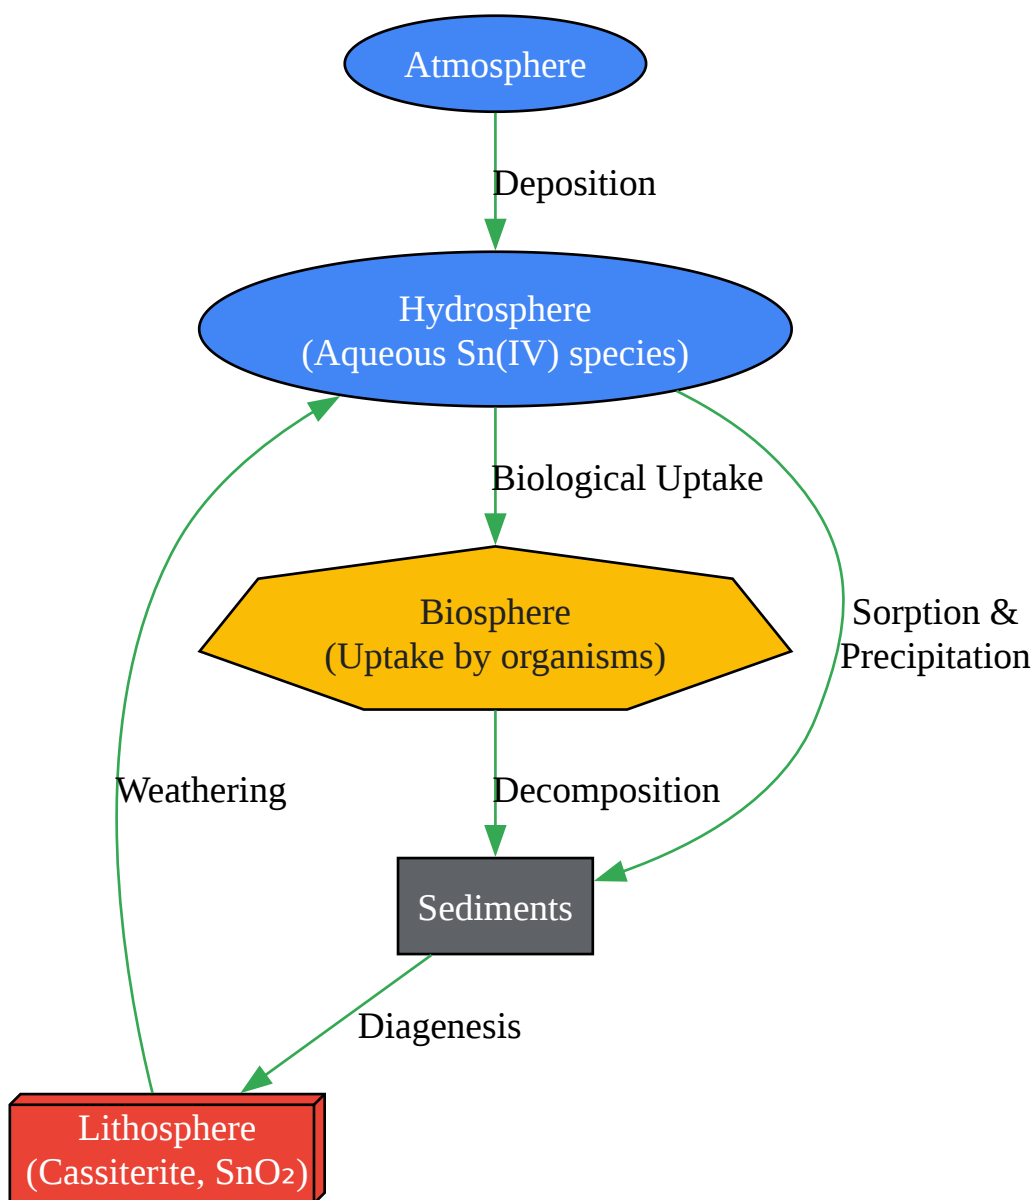 Atmosphere
Deposition
Hydrosphere
(Aqueous Sn(IV) species)
Biological Uptake
Biosphere
(Uptake by organisms)
Sorption &
Precipitation
Weathering
Decomposition
Sediments
Diagenesis
Lithosphere
(Cassiterite, SnO₂)